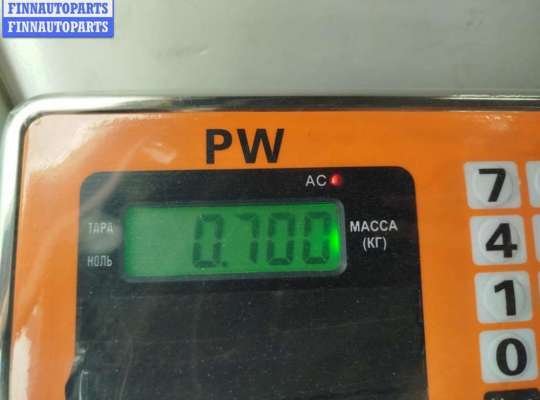 FINNAUTOPARTS
FINNAUTOPARTS
PW
AC
ТАРА
НОЛЬ
0.700
МАССА
(КГ)
7
4
1
0